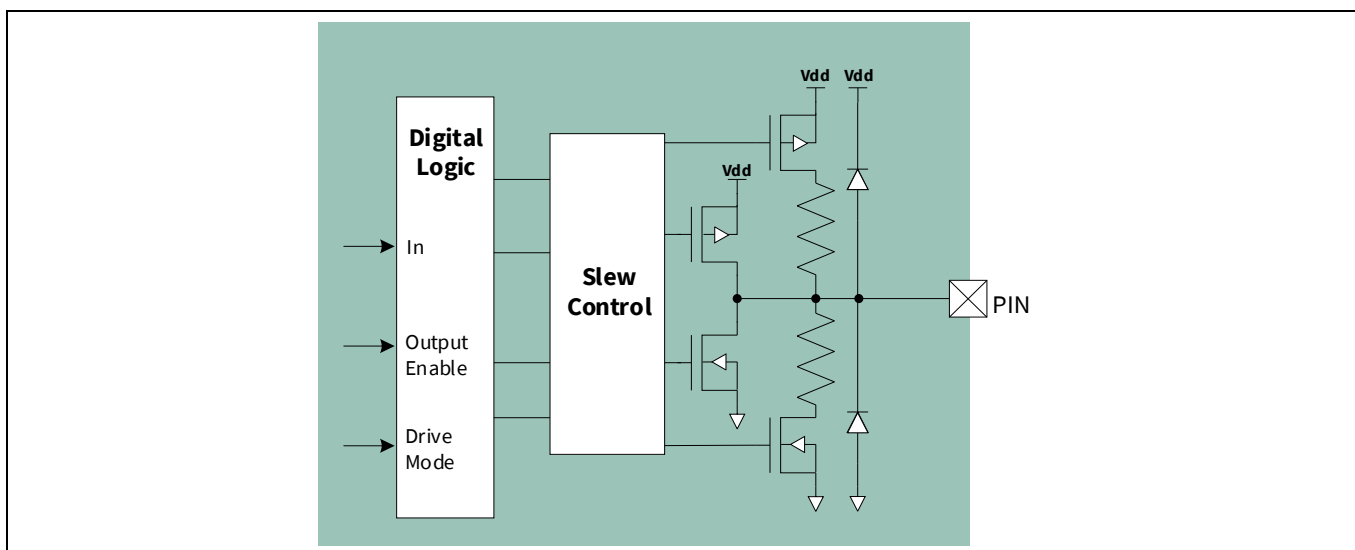 Digital
Logic
In
Output
Enable
Drive
Mode
Slew
Control
Vdd
Vdd
Vdd
PIN